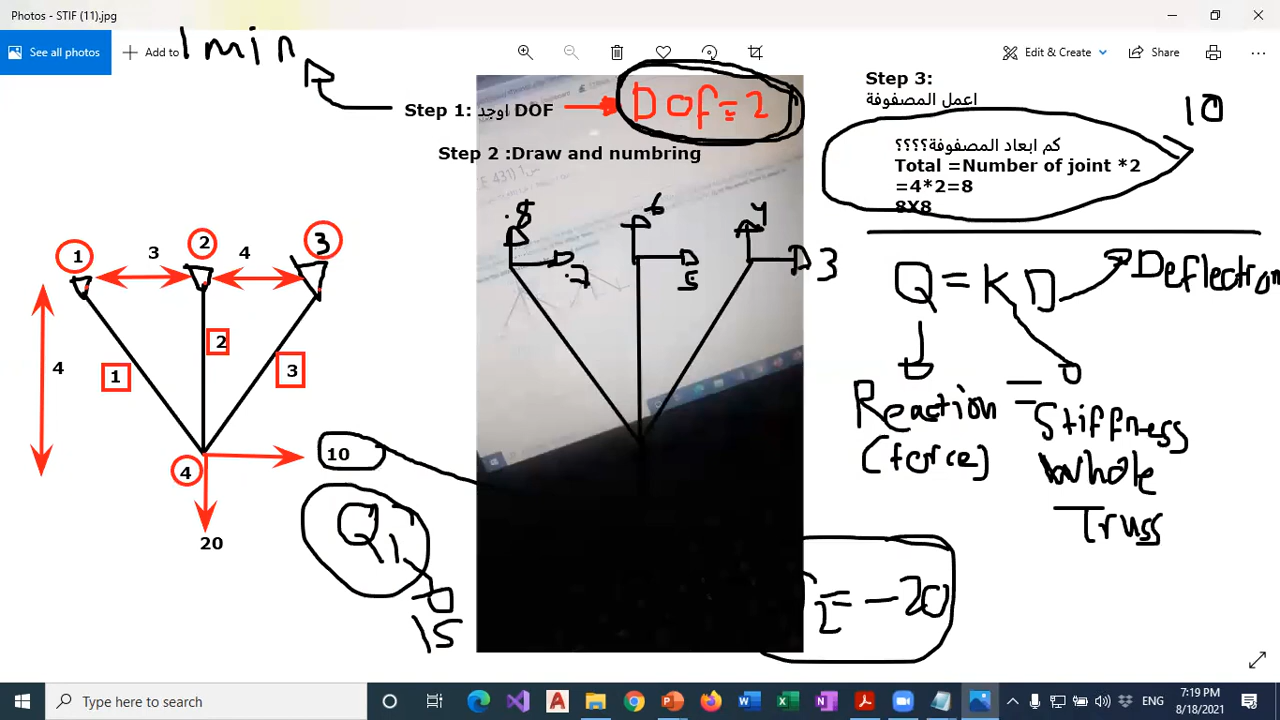 Photos - STIF (11).jpg
See all photos
Add to
Edit & Create
Share
1 min
Step 1: اوجد DOF
DOF = 2
Step 2 :Draw and numbring
Step 3:
اعمل المصفوفة
كم ابعاد المصفوفة؟؟؟؟
Total =Number of joint *2
=4*2=8
8X8
10
1
2
3
3
4
4
1
2
3
4
10
20
Q1
15
8
7
6
5
4
3
Q = KD
Deflection
Reaction
(force)
Stiffness
Whole
Truss
2 = -20
Type here to search
ENG
7:19 PM
8/18/2021